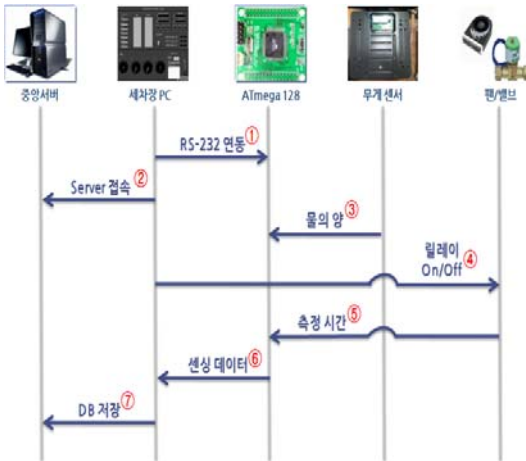 중앙서버
세차장 PC
ATmega 128
무게 센서
팬/밸브
RS-232 연동 ①
Server 접속 ②
물의 양 ③
릴레이
On/Off ④
측정 시간 ⑤
센싱 데이터 ⑥
DB 저장 ⑦